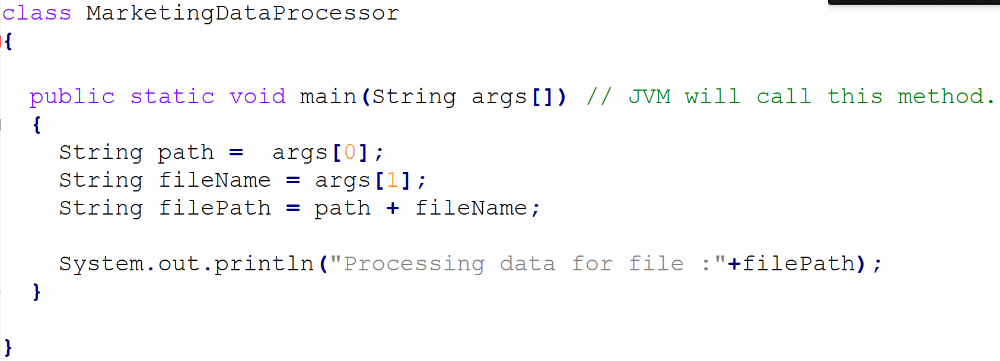 class MarketingDataProcessor
{
public static void main(String args[]) // JVM will call this method.
{
String path =  args[0];
String fileName = args[1];
String filePath = path + fileName;
System.out.println("Processing data for file :"+filePath);
}
}